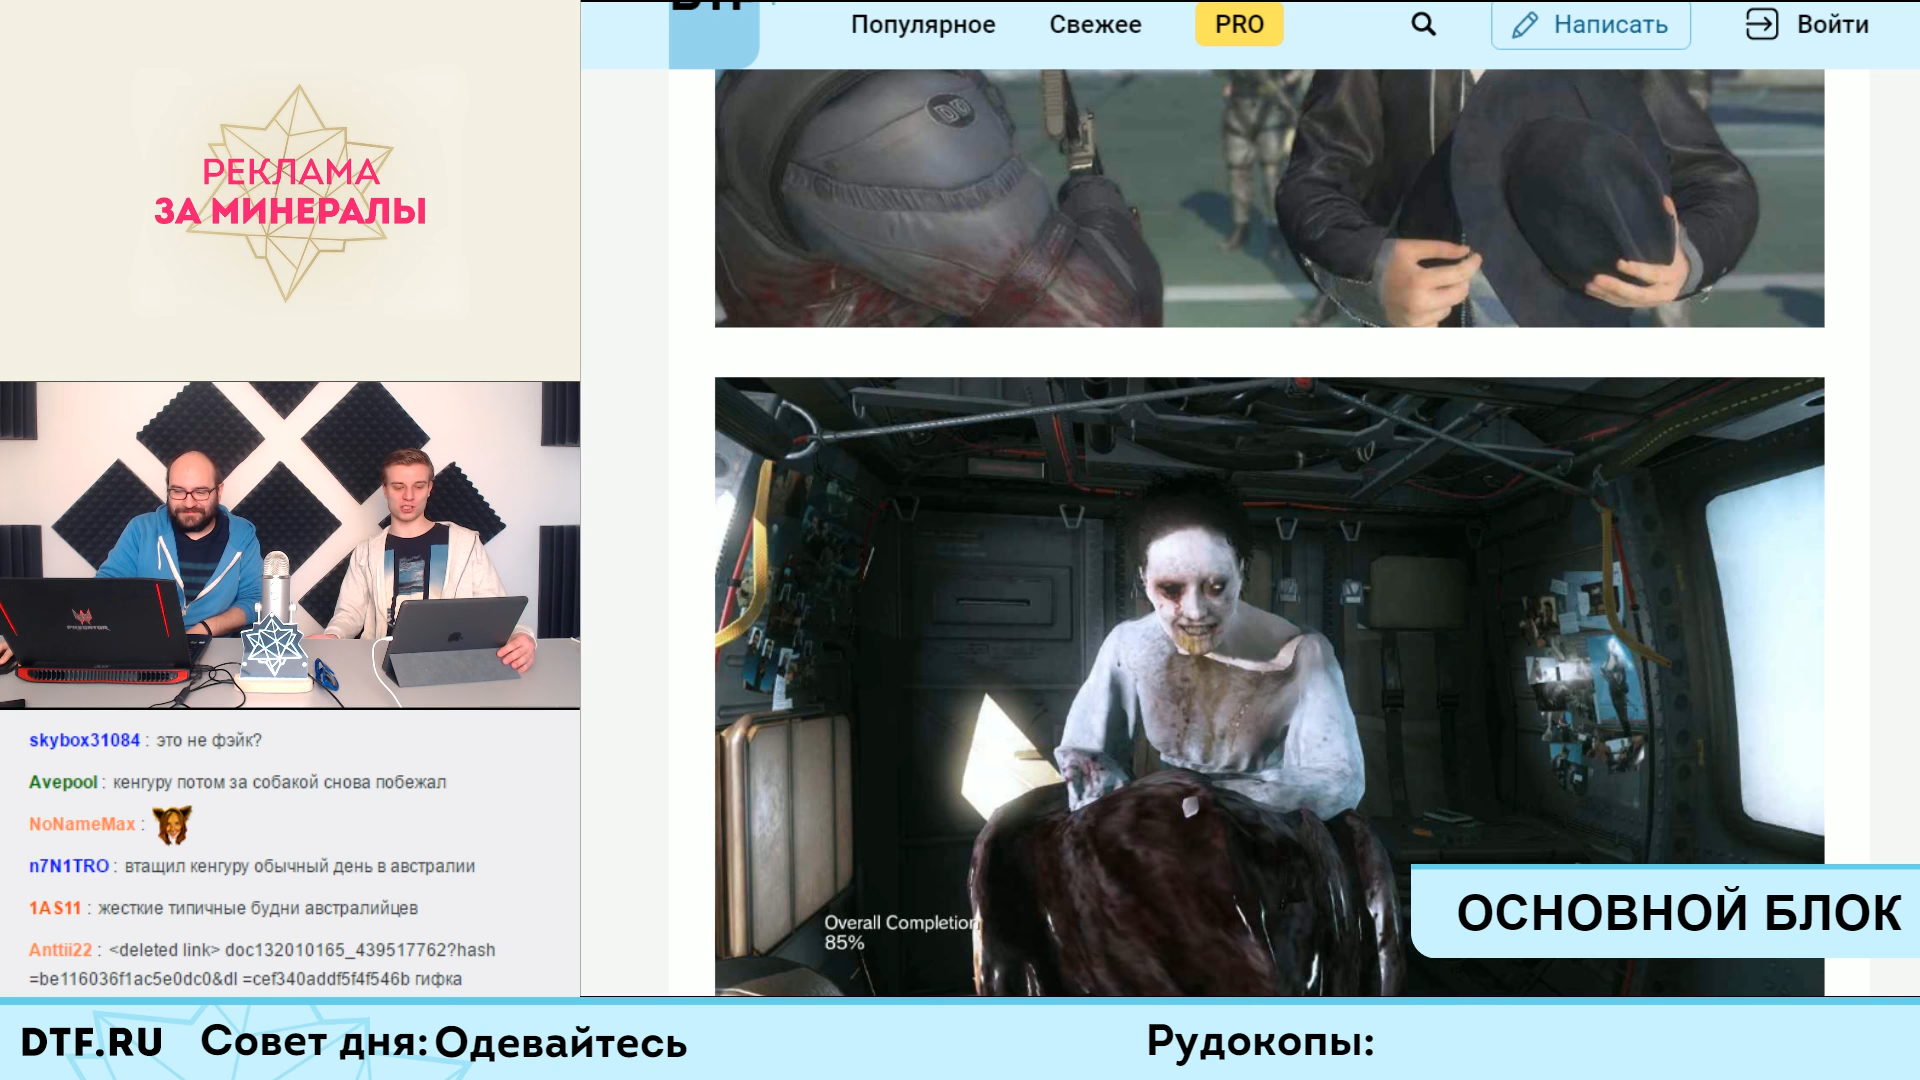 DTF
Популярное
Свежее
PRO
Написать
Войти
РЕКЛАМА
ЗА МИНЕРАЛЫ
PREDATOR
skybox31084 : это не фэйк?
Avepool : кенгуру потом за собакой снова побежал
NoNameMax :
n7N1TRO : втащил кенгуру обычный день в австралии
1AS11 : жесткие типичные будни австралийцев
Anttii22 : <deleted link> doc132010165_439517762?hash
=be116036f1ac5e0dc0&dl =cef340addf5f4f546b гифка
Overall Completion
85%
ОСНОВНОЙ БЛОК
DTF.RU
Совет дня: Одевайтесь
Рудокопы: